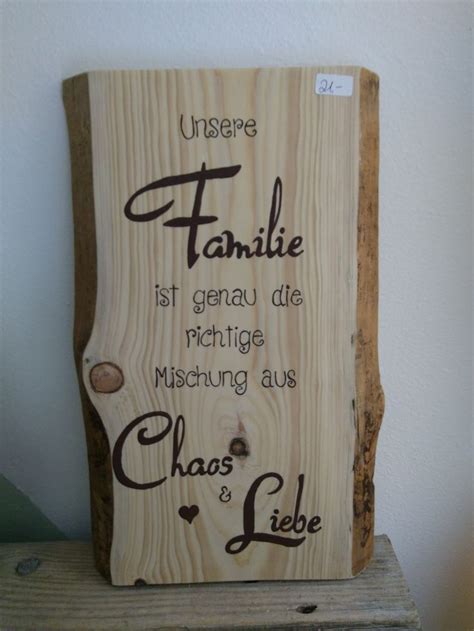 21,-
Unsere
Familie
ist genau die
richtige
Mischung aus
Chaos
&
Liebe